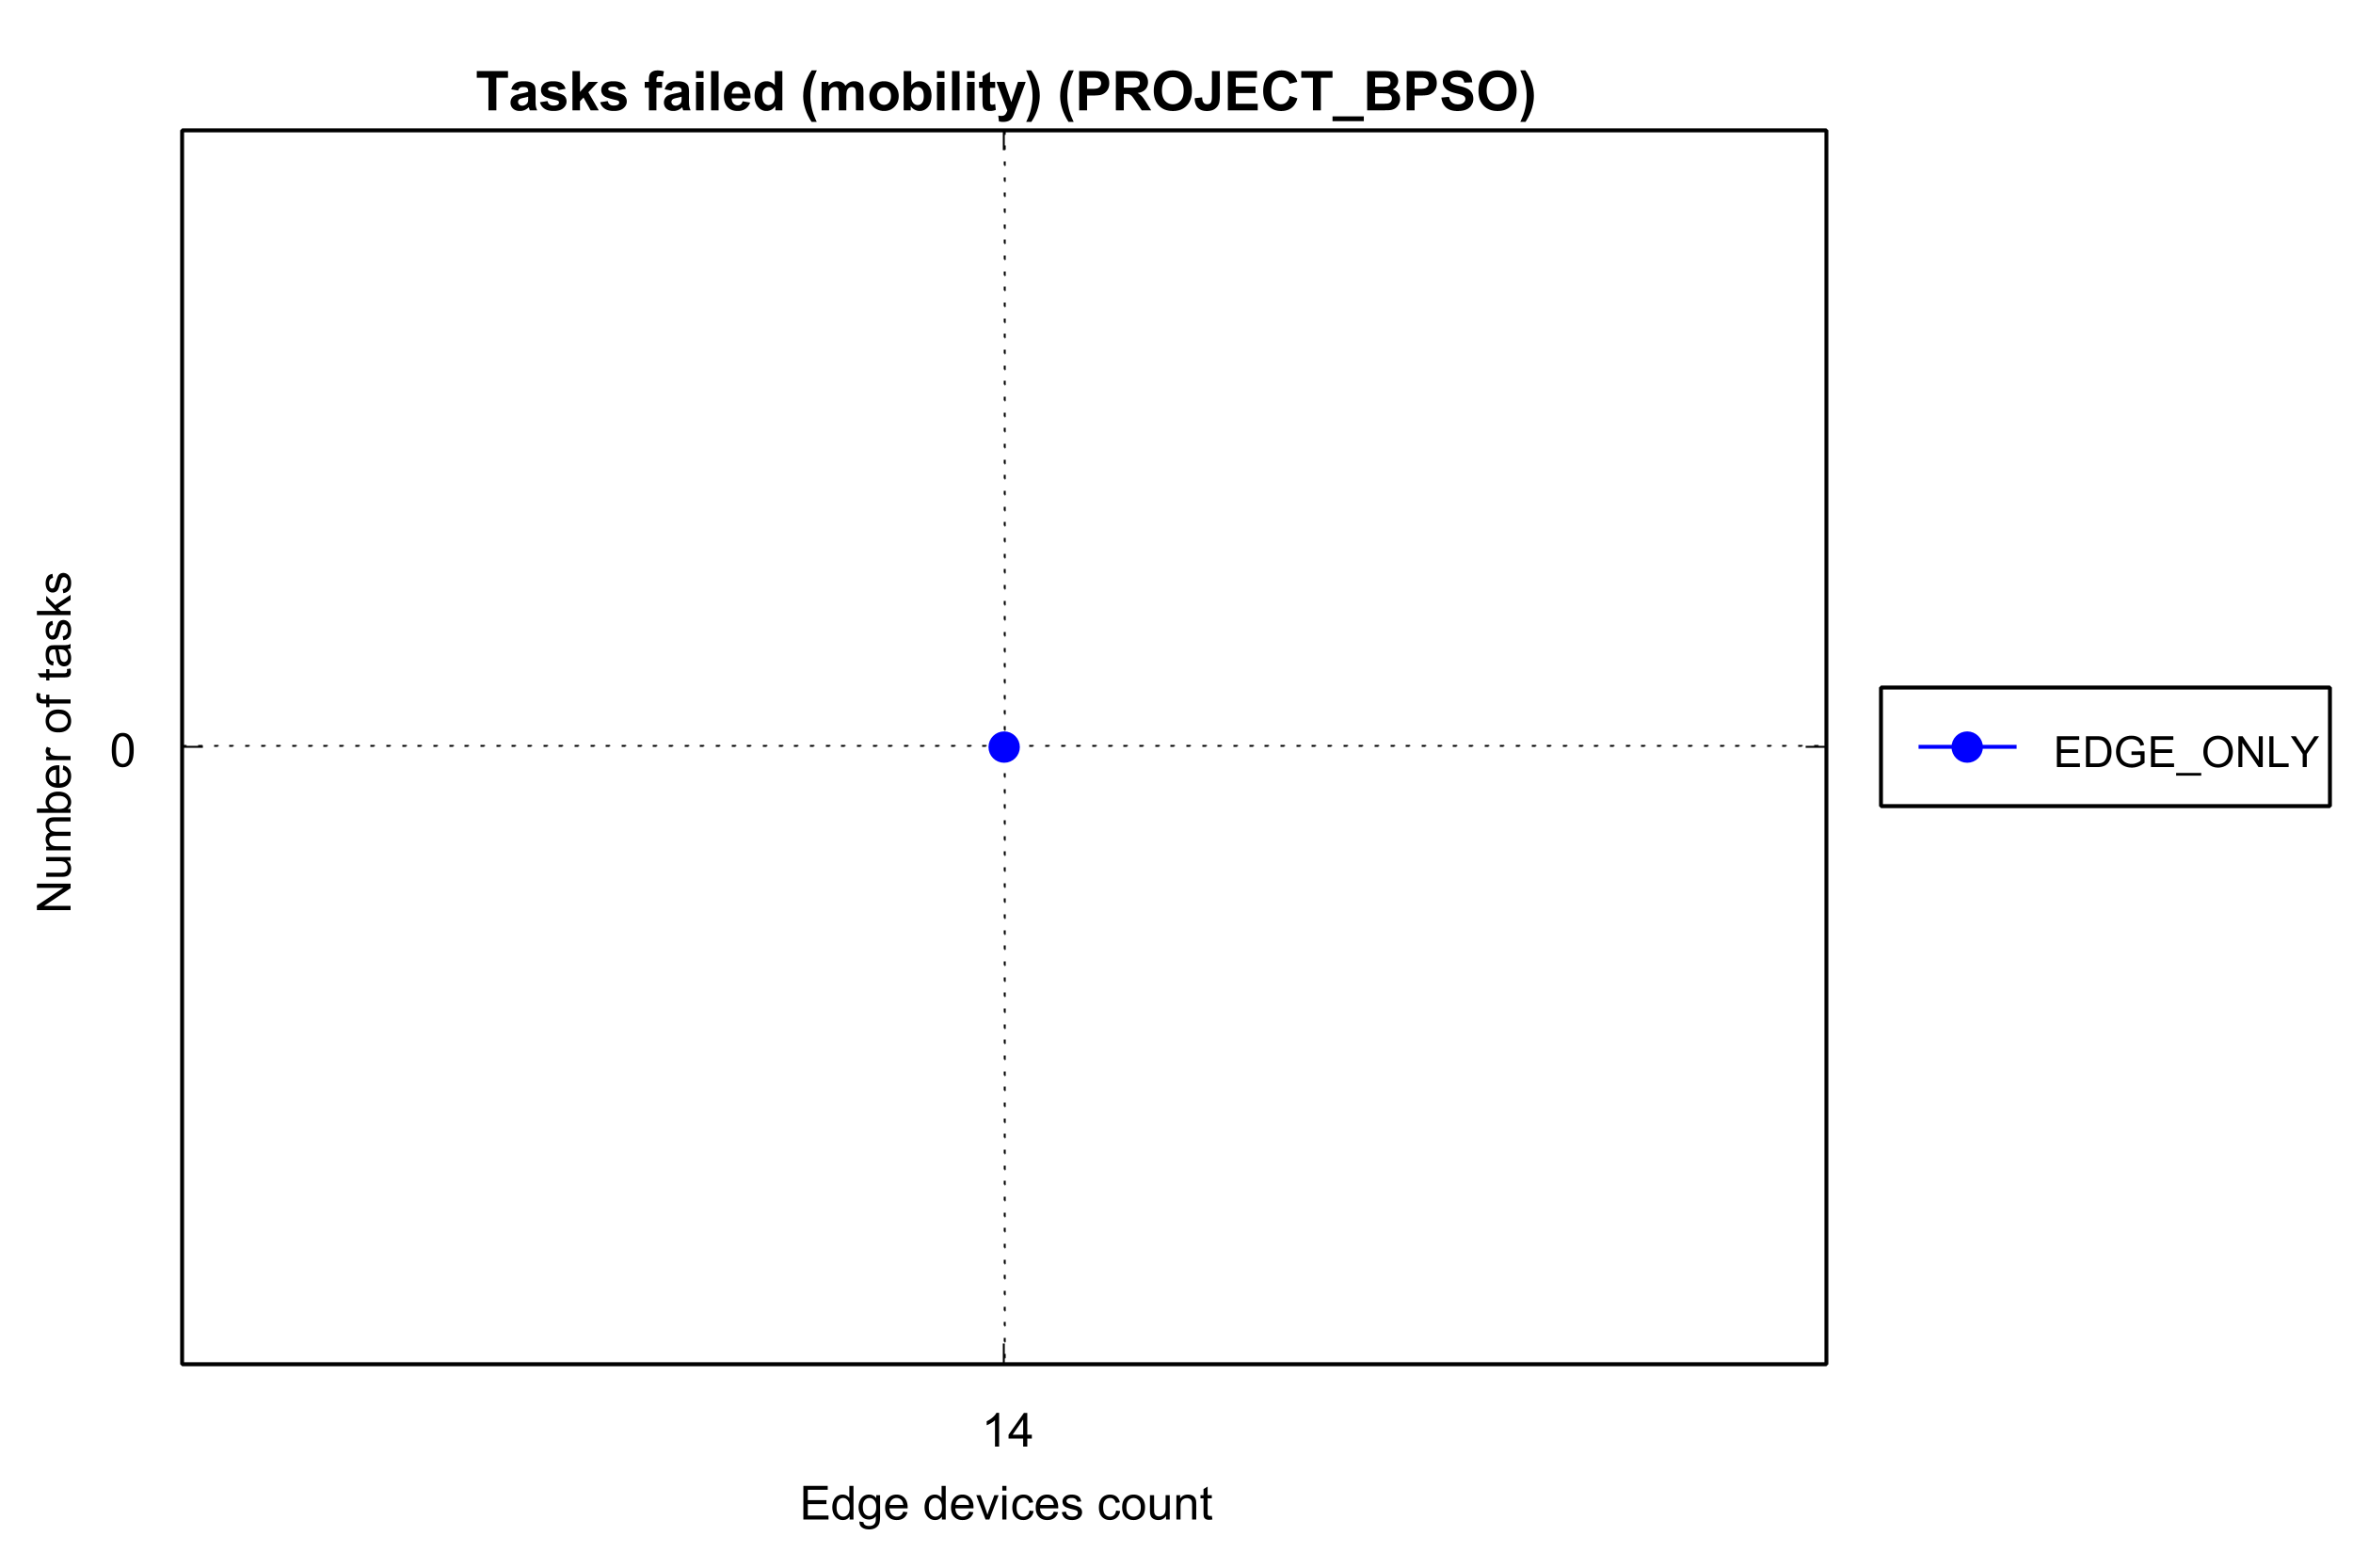 Tasks failed (mobility) (PROJECT_BPSO)
Number of tasks
0
EDGE_ONLY
14
Edge devices count